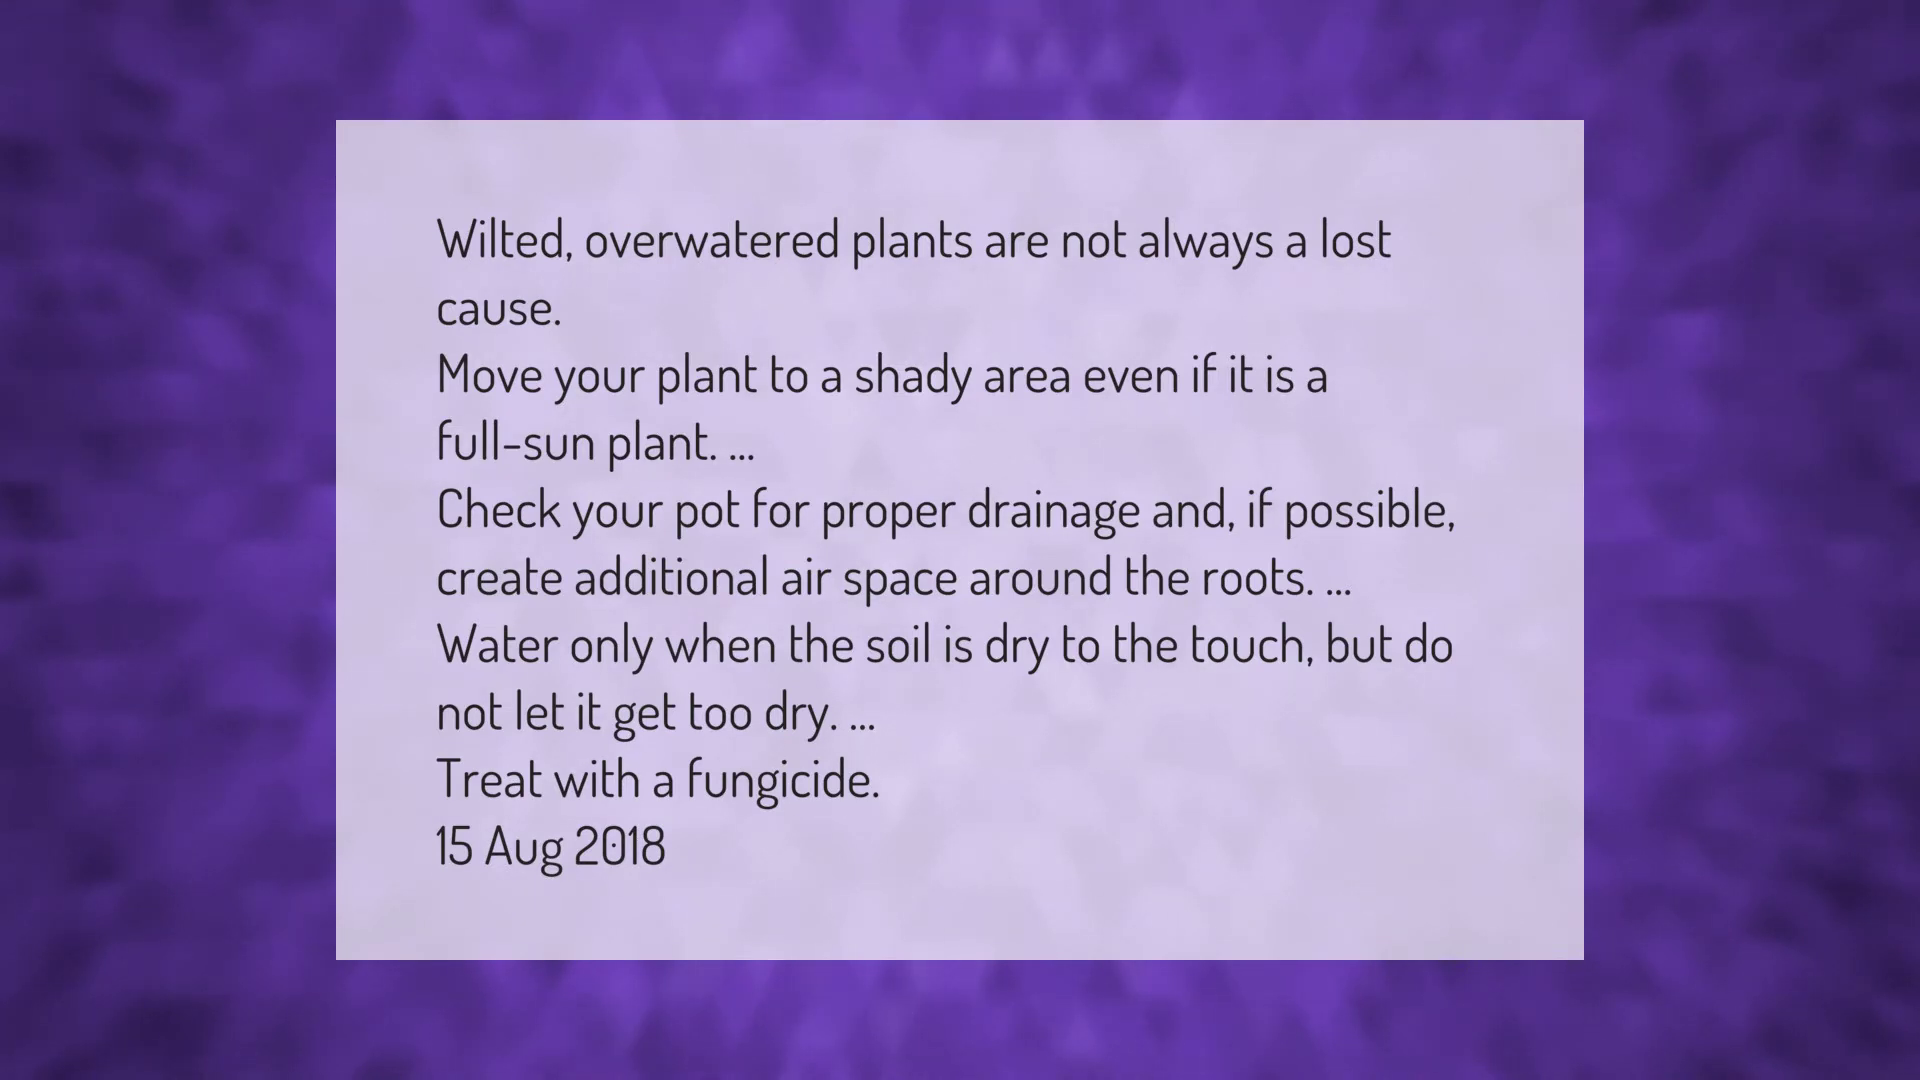 Wilted, overwatered plants are not always a lost
cause.
Move your plant to a shady area even if it is a
full-sun plant. ...
Check your pot for proper drainage and, if possible,
create additional air space around the roots. ...
Water only when the soil is dry to the touch, but do
not let it get too dry. ...
Treat with a fungicide.
15 Aug 2018